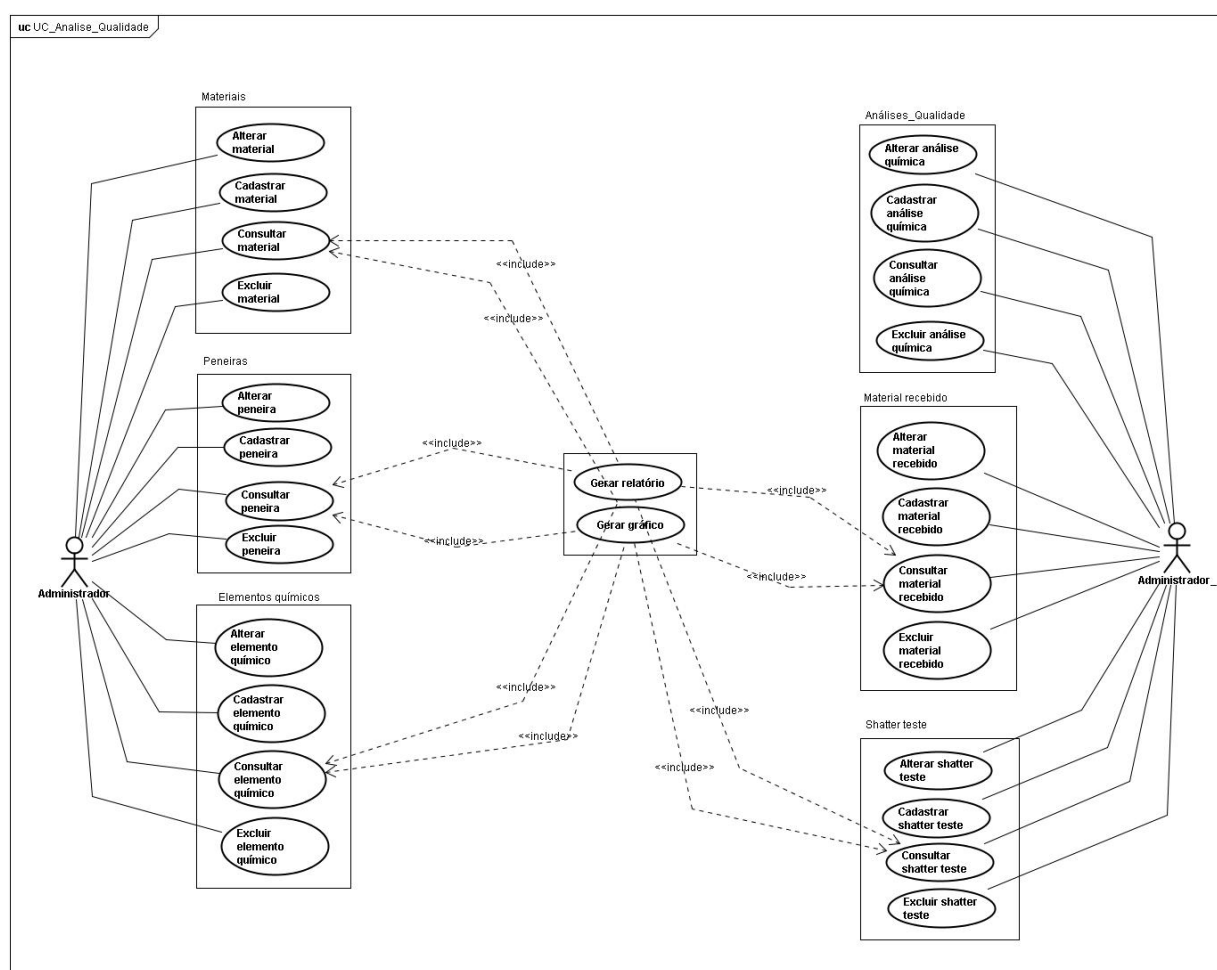 uc UC_Analise_Qualidade
Materiais
Alterar
material
Cadastrar
material
Consultar
material
Excluir
material
Peneiras
Alterar
peneira
Cadastrar
peneira
Consultar
peneira
Excluir
peneira
Administrador
Elementos químicos
Alterar
elemento
químico
Cadastrar
elemento
químico
Consultar
elemento
químico
Excluir
elemento
químico
<<include>>
<<include>>
<<include>>
<<include>>
<<include>>
<<include>>
Gerar relatório
Gerar gráfico
<<include>>
<<include>>
<<include>>
<<include>>
Análises_Qualidade
Alterar análise
química
Cadastrar
análise
química
Consultar
análise
química
Excluir análise
química
Material recebido
Alterar
material
recebido
Cadastrar
material
recebido
Consultar
material
recebido
Excluir
material
recebido
Administrador_
Shatter teste
Alterar shatter
teste
Cadastrar
shatter teste
Consultar
shatter teste
Excluir shatter
teste